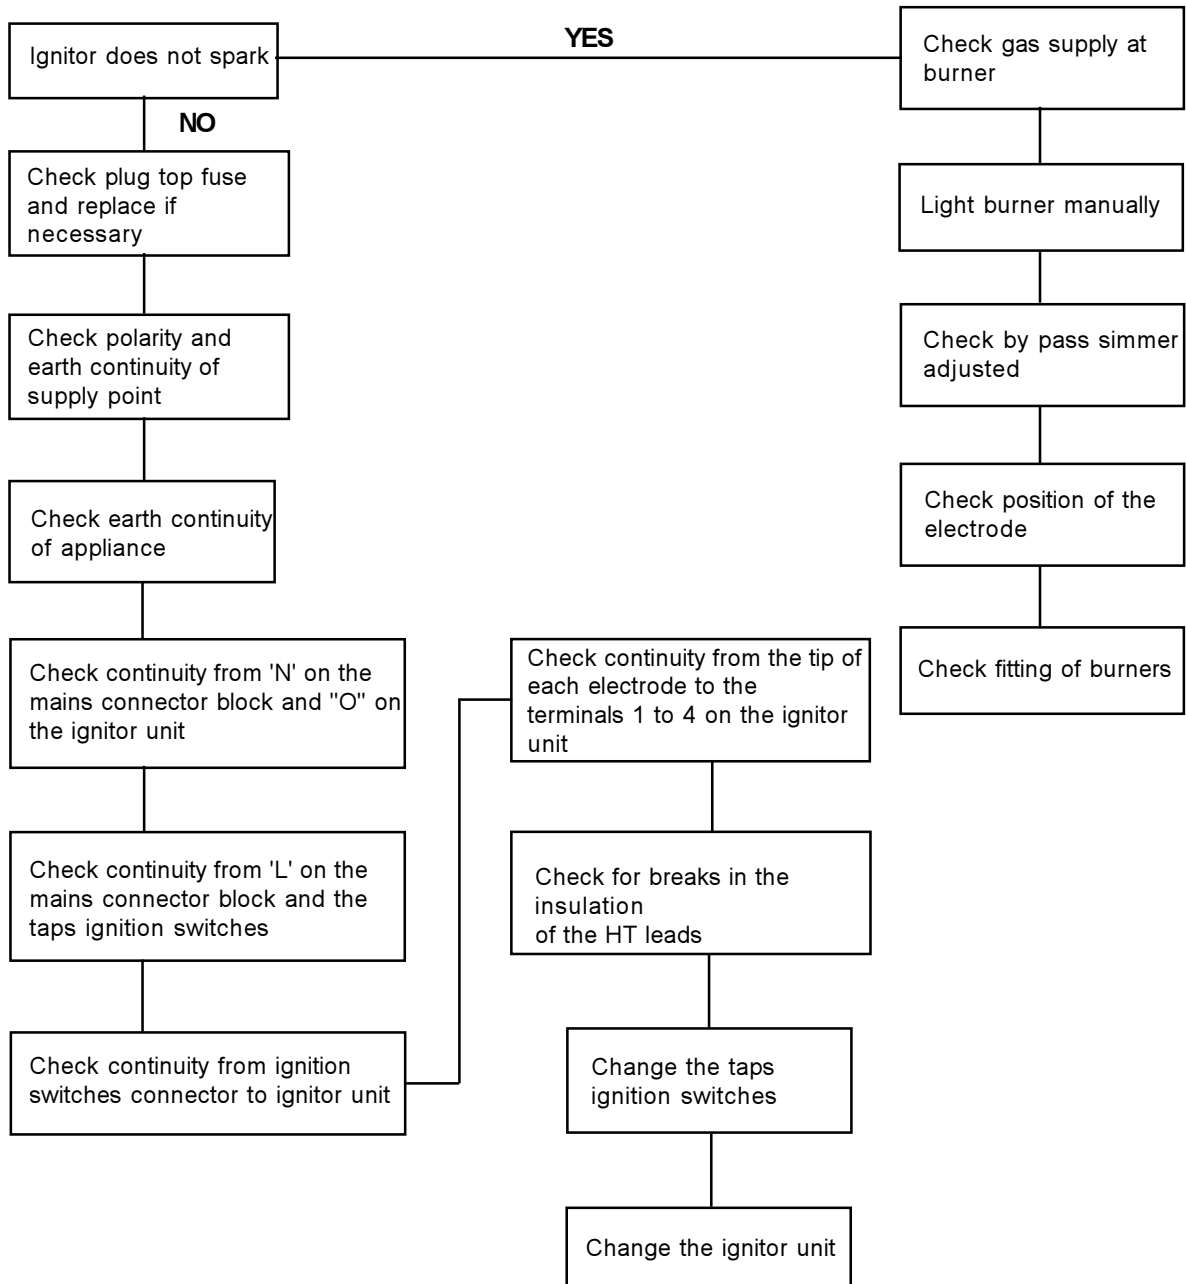 Ignitor does not spark
YES
Check gas supply at
burner
NO
Check plug top fuse
and replace if
necessary
Light burner manually
Check polarity and
earth continuity of
supply point
Check by pass simmer
adjusted
Check earth continuity
of appliance
Check position of the
electrode
Check continuity from 'N' on the
mains connector block and "O" on
the ignitor unit
Check continuity from the tip of
each electrode to the
terminals 1 to 4 on the ignitor
unit
Check fitting of burners
Check continuity from 'L' on the
mains connector block and the
taps ignition switches
Check for breaks in the
insulation
of the HT leads
Check continuity from ignition
switches connector to ignitor unit
Change the taps
ignition switches
Change the ignitor unit